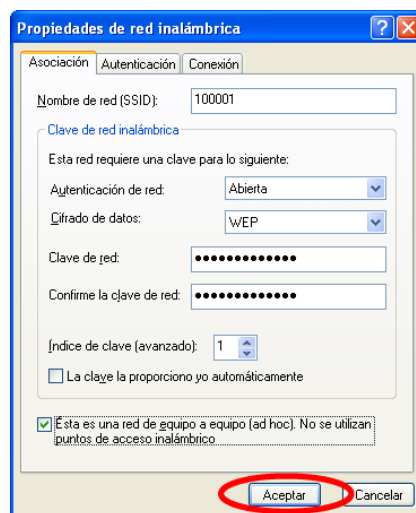 Propiedades de red inalámbrica
Asociación Autenticación Conexión
Nombre de red (SSID): 100001
Clave de red inalámbrica
Esta red requiere una clave para lo siguiente:
Autenticación de red: Abierta
Cifrado de datos: WEP
Clave de red: •••••••••••••
Confirme la clave de red: •••••••••••••
Índice de clave (avanzado): 1
La clave la proporciono yo automáticamente
Ésta es una red de equipo a equipo (ad hoc). No se utilizan
puntos de acceso inalámbrico
Aceptar Cancelar